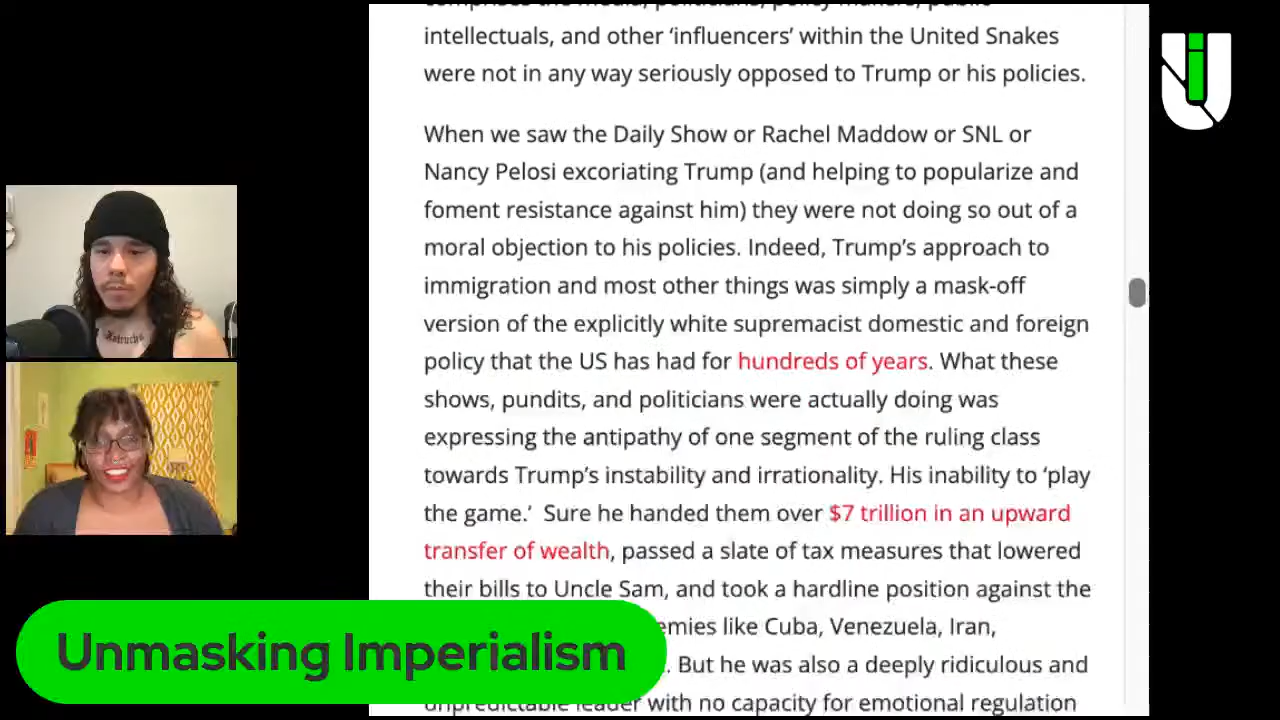 intellectuals, and other ‘influencers’ within the United Snakes
were not in any way seriously opposed to Trump or his policies.
When we saw the Daily Show or Rachel Maddow or SNL or
Nancy Pelosi excoriating Trump (and helping to popularize and
foment resistance against him) they were not doing so out of a
moral objection to his policies. Indeed, Trump’s approach to
immigration and most other things was simply a mask-off
version of the explicitly white supremacist domestic and foreign
policy that the US has had for hundreds of years. What these
shows, pundits, and politicians were actually doing was
expressing the antipathy of one segment of the ruling class
towards Trump’s instability and irrationality. His inability to ‘play
the game.’ Sure he handed them over $7 trillion in an upward
transfer of wealth, passed a slate of tax measures that lowered
their bills to Uncle Sam, and took a hardline position against the
emies like Cuba, Venezuela, Iran,
. But he was also a deeply ridiculous and
unpredictable leader with no capacity for emotional regulation
Unmasking Imperialism